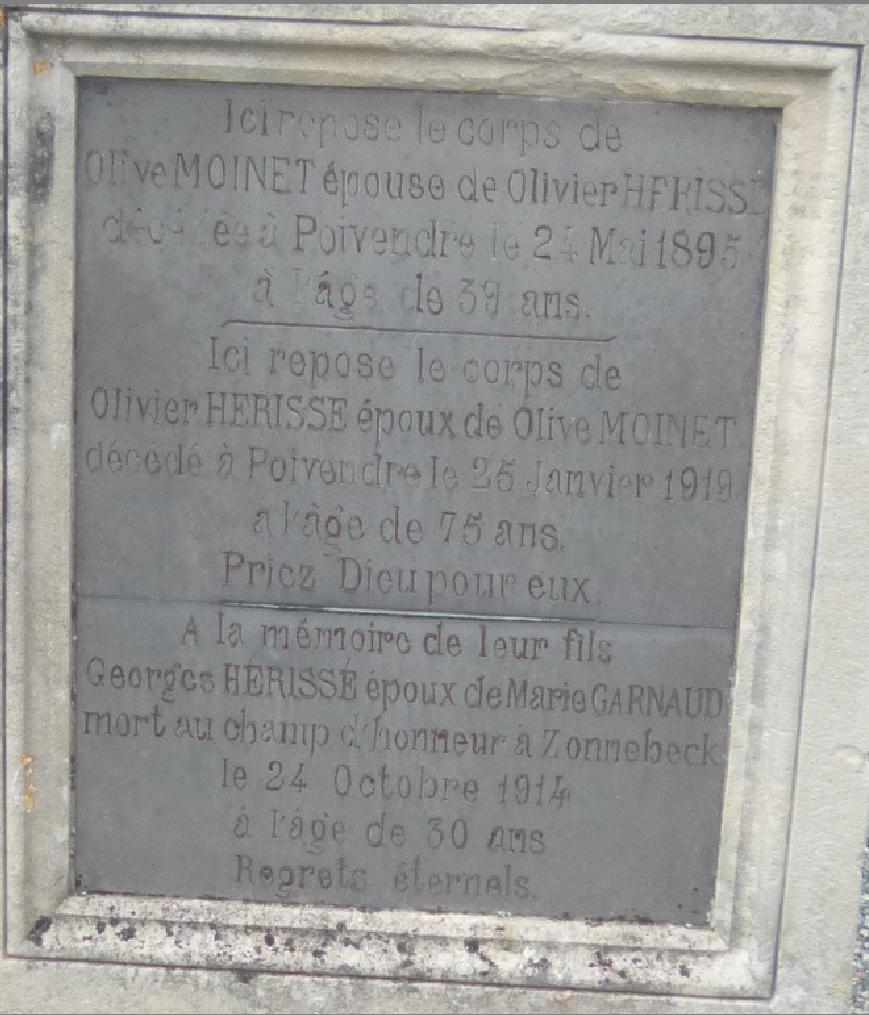 Ici repose le corps de
Olive MOINET épouse de Olivier HERISSE
décédée à Poivendre le 24 Mai 1895
à l'âge de 39 ans.
Ici repose le corps de
Olivier HERISSE époux de Olive MOINET
décédé à Poivendre le 25 Janvier 1919
a l'âge de 75 ans.
Priez Dieu pour eux.
A la mémoire de leur fils
Georges HÉRISSÉ époux de Marie GARNAUD
mort au champ d'honneur à Zonnebeck
le 24 Octobre 1914
à l'âge de 30 ans
Regrets éternels.